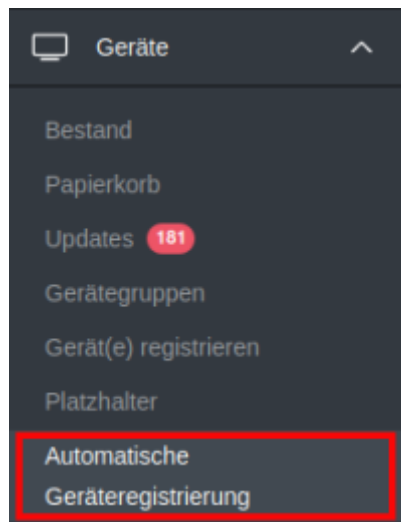 Geräte
Bestand
Papierkorb
Updates 181
Gerätegruppen
Gerät(e) registrieren
Platzhalter
Automatische
Geräteregistrierung